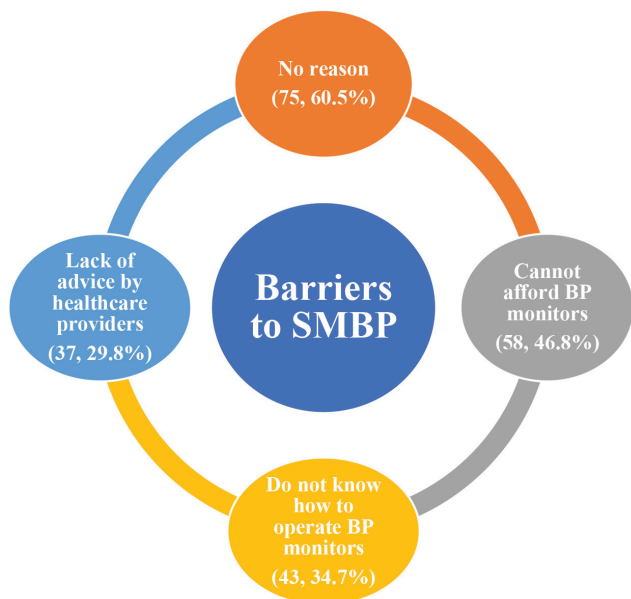 No reason
(75, 60.5%)
Barriers
to SMBP
Cannot
afford BP
monitors
(58, 46.8%)
Do not know
how to
operate BP
monitors
(43, 34.7%)
Lack of
advice by
healthcare
providers
(37, 29.8%)